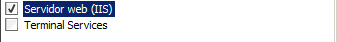 Servidor web (IIS)
Terminal Services